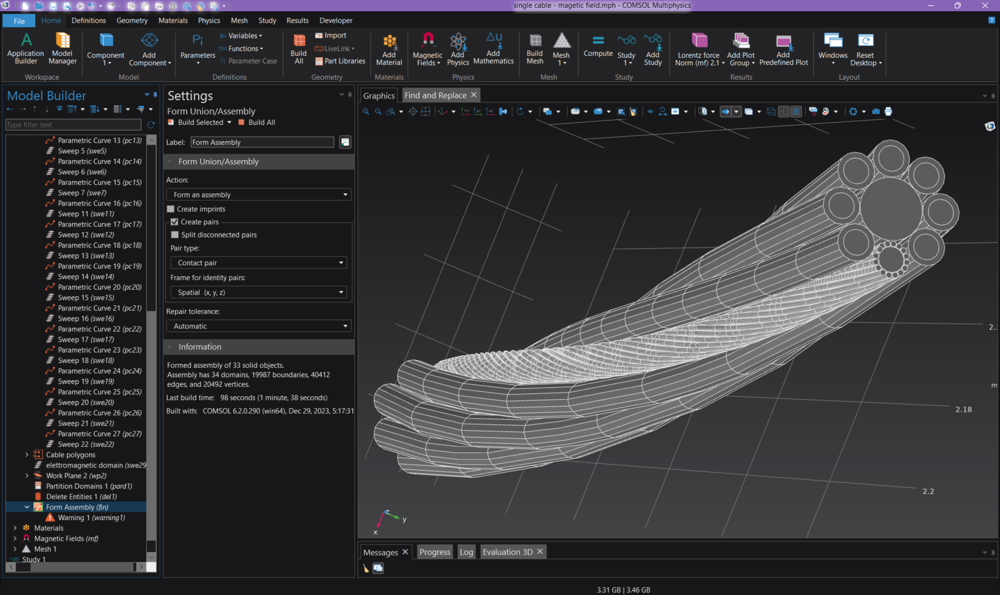 single cable - magetic field.mph - COMSOL Multiphysics
File Home Definitions Geometry Materials Physics Mesh Study Results Developer
Application Builder
Model Manager
Workspace
Component 1
Add Component
Model
Parameters
a= Variables
f(x) Functions
Pi Parameter Case
Definitions
Build All
Import
LiveLink
Part Libraries
Geometry
Add Material
Materials
Magnetic Fields
Add Physics
Add Mathematics
Physics
Build Mesh
Mesh 1
Mesh
Compute
Study 1
Add Study
Study
Lorentz force Norm (mf) 2.1
Add Plot Group
Add Predefined Plot
Results
Windows
Reset Desktop
Layout
Model Builder
Type filter text
Parametric Curve 13 (pc13)
Sweep 5 (swe5)
Parametric Curve 14 (pc14)
Sweep 6 (swe6)
Parametric Curve 15 (pc15)
Sweep 7 (swe7)
Parametric Curve 16 (pc16)
Sweep 11 (swe11)
Parametric Curve 17 (pc17)
Sweep 12 (swe12)
Parametric Curve 18 (pc18)
Sweep 13 (swe13)
Parametric Curve 19 (pc19)
Sweep 14 (swe14)
Parametric Curve 20 (pc20)
Sweep 15 (swe15)
Parametric Curve 21 (pc21)
Sweep 16 (swe16)
Parametric Curve 22 (pc22)
Sweep 17 (swe17)
Parametric Curve 23 (pc23)
Sweep 18 (swe18)
Parametric Curve 24 (pc24)
Sweep 19 (swe19)
Parametric Curve 25 (pc25)
Sweep 20 (swe20)
Parametric Curve 26 (pc26)
Sweep 21 (swe21)
Parametric Curve 27 (pc27)
Sweep 22 (swe22)
Cable polygons
elettromagnetic domain (swe29
Work Plane 2 (wp2)
Partition Domains 1 (pard1)
Delete Entities 1 (del1)
Form Assembly (fin)
Warning 1 (warning1)
Materials
Magnetic Fields (mf)
Mesh 1
Study 1
Settings
Form Union/Assembly
Build Selected Build All
Label: Form Assembly
Form Union/Assembly
Action:
Form an assembly
Create imprints
Create pairs
Split disconnected pairs
Pair type:
Contact pair
Frame for identity pairs:
Spatial (x, y, z)
Repair tolerance:
Automatic
Information
Formed assembly of 33 solid objects.
Assembly has 34 domains, 19987 boundaries, 40412
edges, and 20492 vertices.
Last build time: 98 seconds (1 minute, 38 seconds)
Built with: COMSOL 6.2.0.290 (win64), Dec 29, 2023, 5:17:31
Graphics Find and Replace
2.
m
2.18
2.2
y
x
Messages Progress Log Evaluation 3D
3.31 GB | 3.46 GB